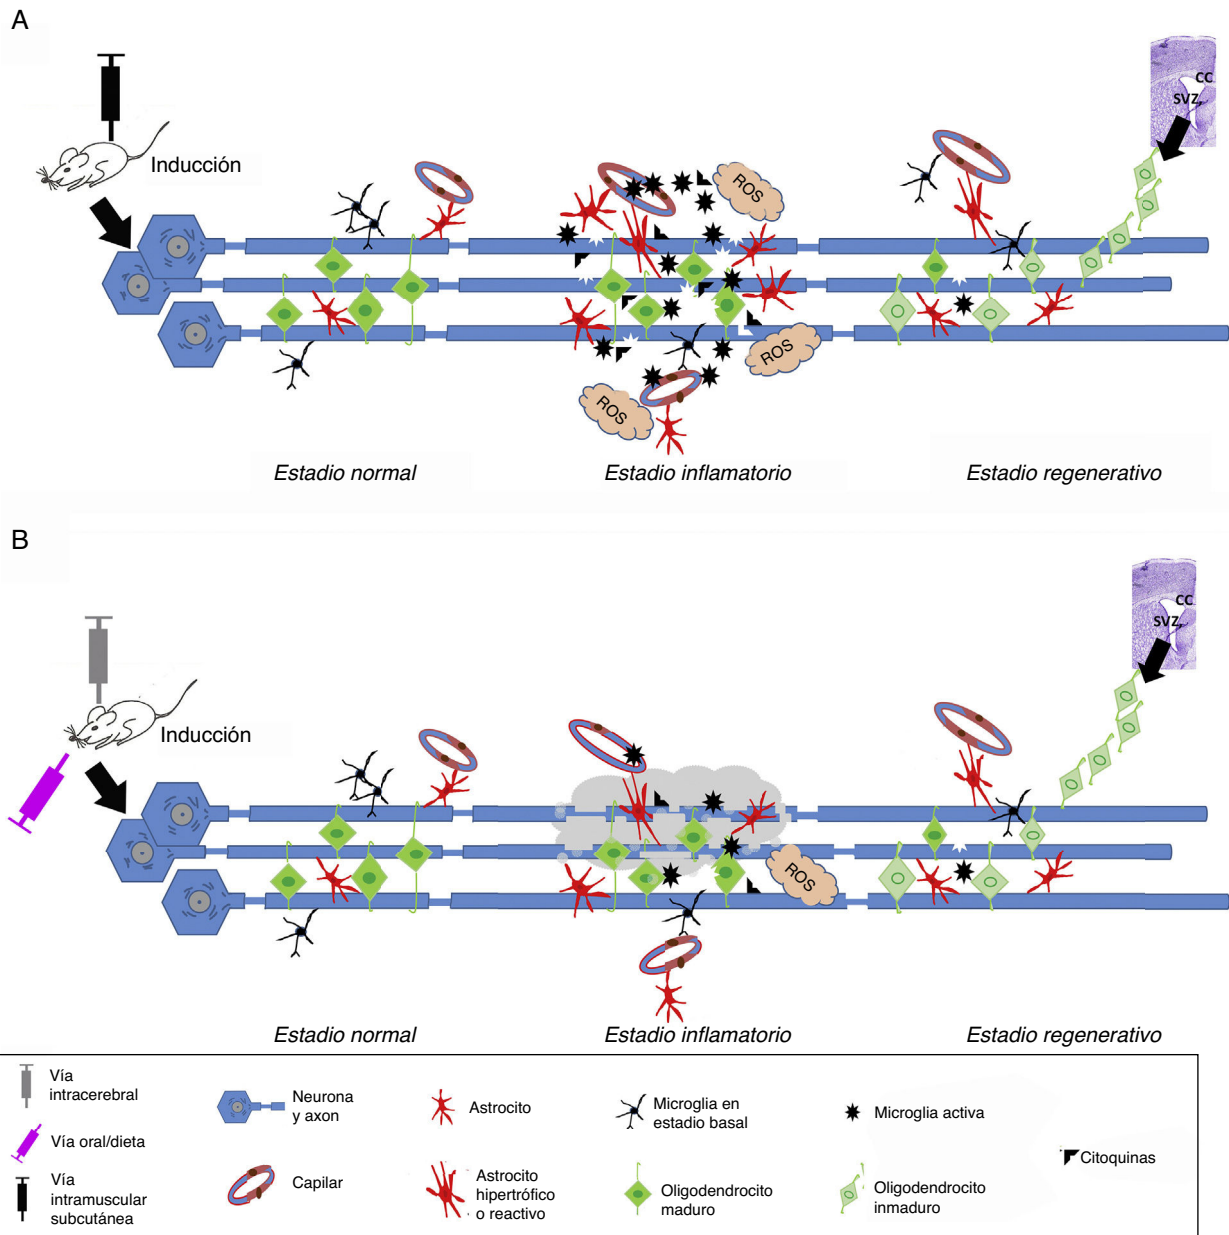 A
CC
SVZ
Inducción
ROS
ROS
ROS
Estadio normal
Estadio inflamatorio
Estadio regenerativo
B
CC
SVZ
Inducción
ROS
Estadio normal
Estadio inflamatorio
Estadio regenerativo
Vía
intracerebral
Vía oral/dieta
Vía
intramuscular
subcutánea
Neurona
y axon
Capilar
Astrocito
Astrocito
hipertrófico
o reactivo
Microglia en
estadio basal
Oligodendrocito
maduro
Microglia activa
Oligodendrocito
inmaduro
Citoquinas